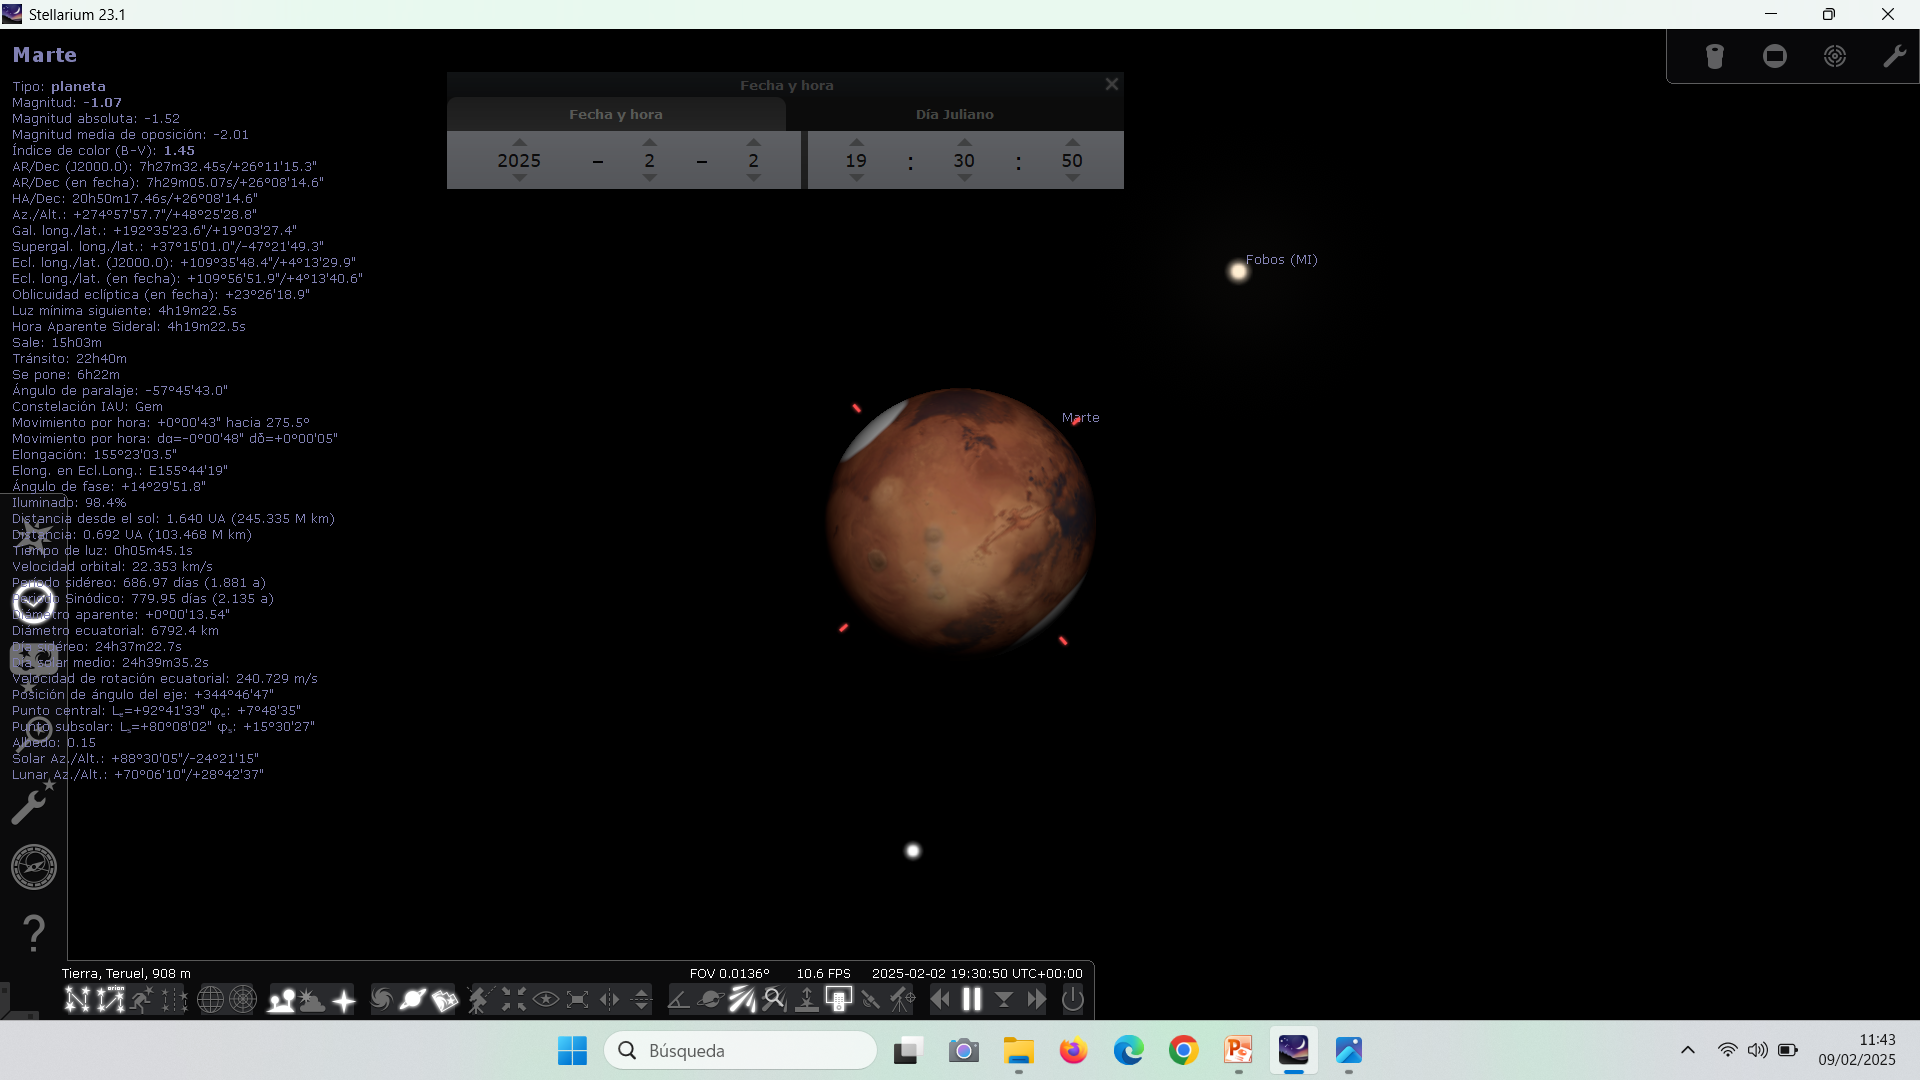 Stellarium 23.1
Marte
Tipo: planeta
Magnitud: -1.07
Magnitud absoluta: -1.52
Magnitud media de oposición: -2.01
Índice de color (B-V): 1.45
AR/Dec (J2000.0): 7h27m32.45s/+26°11'15.3"
AR/Dec (en fecha): 7h29m05.07s/+26°08'14.6"
HA/Dec: 20h50m17.46s/+26°08'14.6"
Az./Alt.: +274°57'57.7"/+48°25'28.8"
Gal. long./lat.: +192°35'23.6"/+19°03'27.4"
Supergal. long./lat.: +37°15'01.0"/-47°21'49.3"
Ecl. long./lat. (J2000.0): +109°35'48.4"/+4°13'29.9"
Ecl. long./lat. (en fecha): +109°56'51.9"/+4°13'40.6"
Oblicuidad eclíptica (en fecha): +23°26'18.9"
Luz mínima siguiente: 4h19m22.5s
Hora Aparente Sideral: 4h19m22.5s
Sale: 15h03m
Tránsito: 22h40m
Se pone: 6h22m
Ángulo de paralaje: -57°45'43.0"
Constelación IAU: Gem
Movimiento por hora: +0°00'43" hacia 275.5°
Movimiento por hora: dα=-0°00'48" dδ=+0°00'05"
Elongación: 155°23'03.5"
Elong. en Ecl.Long.: E155°44'19"
Ángulo de fase: +14°29'51.8"
Iluminado: 98.4%
Distancia desde el sol: 1.640 UA (245.335 M km)
Distancia: 0.692 UA (103.468 M km)
Tiempo de luz: 0h05m45.1s
Velocidad orbital: 22.353 km/s
Período sidéreo: 686.97 días (1.881 a)
Periodo Sinódico: 779.95 días (2.135 a)
Diámetro aparente: +0°00'13.54"
Diámetro ecuatorial: 6792.4 km
Día sidéreo: 24h37m22.7s
Día solar medio: 24h39m35.2s
Velocidad de rotación ecuatorial: 240.729 m/s
Posición de ángulo del eje: +344°46'47"
Punto central: Lₑ=+92°41'33" φₑ: +7°48'35"
Punto subsolar: Lₛ=+80°08'02" φₛ: +15°30'27"
Albedo: 0.15
Solar Az./Alt.: +88°30'05"/-24°21'15"
Lunar Az./Alt.: +70°06'10"/+28°42'37"
Fecha y hora
Fecha y hora Día Juliano
2025 - 2 - 2 19 : 30 : 50
Fobos (MI)
Marte
Tierra, Teruel, 908 m FOV 0.0136° 10.6 FPS 2025-02-02 19:30:50 UTC+00:00
orion
Búsqueda
11:43
09/02/2025